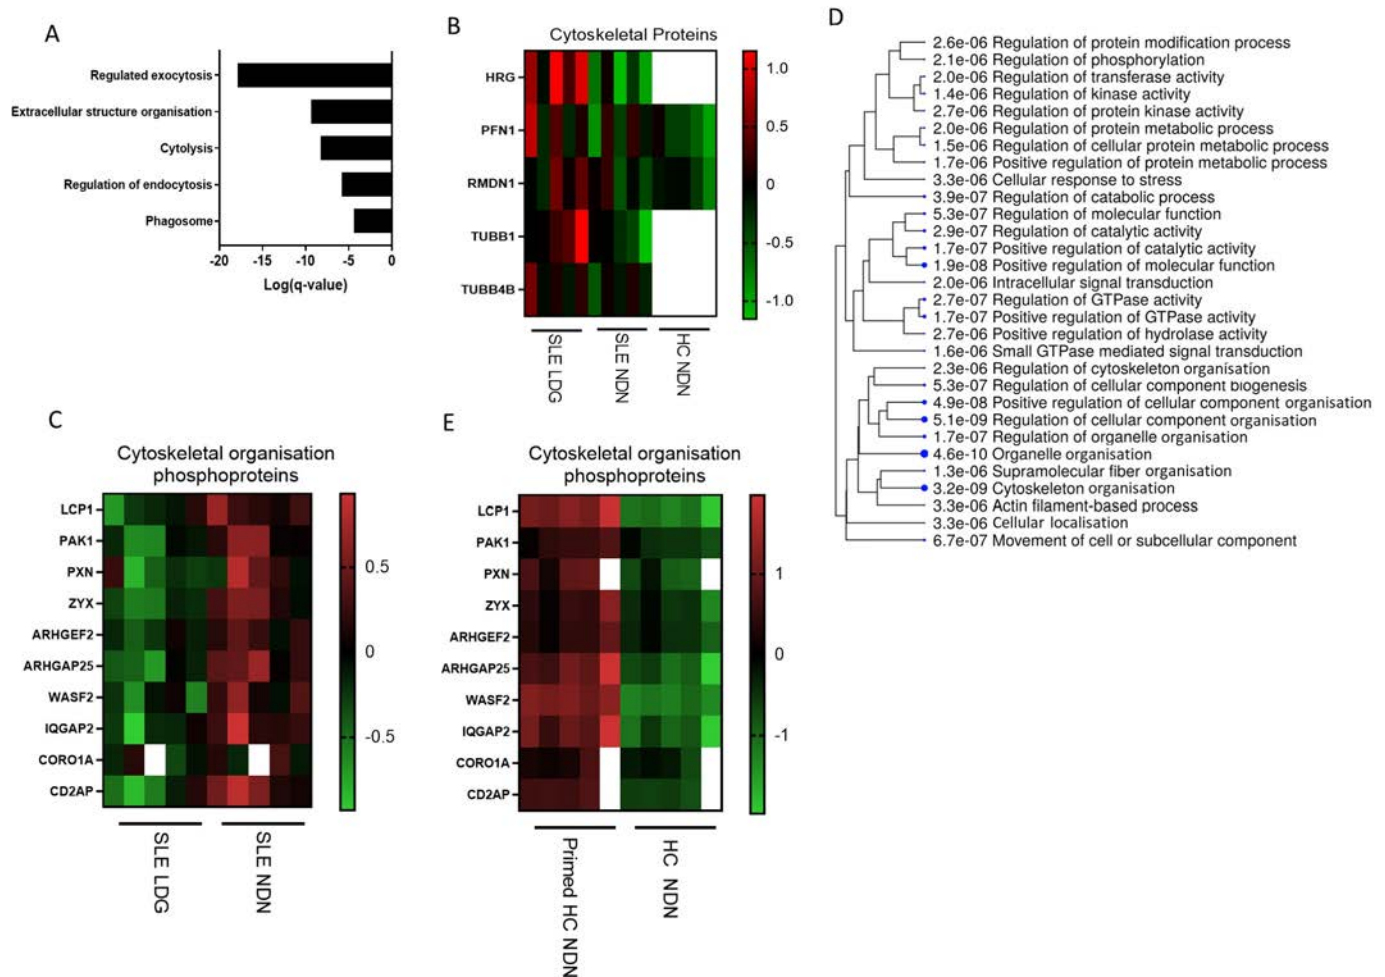 A
Regulated exocytosis
Extracellular structure organisation
Cytolysis
Regulation of endocytosis
Phagosome
-20 -15 -10 -5 0
Log(q-value)
B
Cytoskeletal Proteins
HRG
PFN1
RMDN1
TUBB1
TUBB4B
1.0
0.5
0
-0.5
-1.0
SLE LDG
SLE NDN
HC NDN
C
Cytoskeletal organisation
phosphoproteins
LCP1
PAK1
PXN
ZYX
ARHGEF2
ARHGAP25
WASF2
IQGAP2
CORO1A
CD2AP
0.5
0
-0.5
SLE LDG
SLE NDN
E
Cytoskeletal organisation
phosphoproteins
LCP1
PAK1
PXN
ZYX
ARHGEF2
ARHGAP25
WASF2
IQGAP2
CORO1A
CD2AP
1
0
-1
Primed HC NDN
HC NDN
D
2.6e-06 Regulation of protein modification process
2.1e-06 Regulation of phosphorylation
2.0e-06 Regulation of transferase activity
1.4e-06 Regulation of kinase activity
2.7e-06 Regulation of protein kinase activity
2.0e-06 Regulation of protein metabolic process
1.5e-06 Regulation of cellular protein metabolic process
1.7e-06 Positive regulation of protein metabolic process
3.3e-06 Cellular response to stress
3.9e-07 Regulation of catabolic process
5.3e-07 Regulation of molecular function
2.9e-07 Regulation of catalytic activity
1.7e-07 Positive regulation of catalytic activity
1.9e-08 Positive regulation of molecular function
2.0e-06 Intracellular signal transduction
2.7e-07 Regulation of GTPase activity
1.7e-07 Positive regulation of GTPase activity
2.7e-06 Positive regulation of hydrolase activity
1.6e-06 Small GTPase mediated signal transduction
2.3e-06 Regulation of cytoskeleton organisation
5.3e-07 Regulation of cellular component biogenesis
4.9e-08 Positive regulation of cellular component organisation
5.1e-09 Regulation of cellular component organisation
1.7e-07 Regulation of organelle organisation
4.6e-10 Organelle organisation
1.3e-06 Supramolecular fiber organisation
3.2e-09 Cytoskeleton organisation
3.3e-06 Actin filament-based process
3.3e-06 Cellular localisation
6.7e-07 Movement of cell or subcellular component